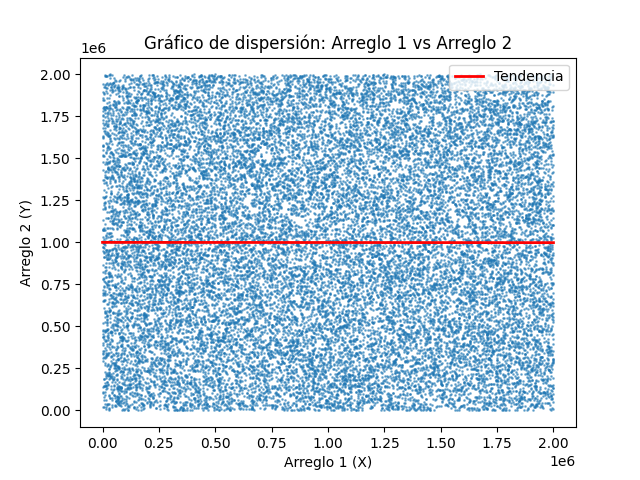 Gráfico de dispersión: Arreglo 1 vs Arreglo 2
1e6
Tendencia
2.00
1.75
1.50
1.25
1.00
0.75
0.50
0.25
0.00
Arreglo 2 (Y)
0.00 0.25 0.50 0.75 1.00 1.25 1.50 1.75 2.00
Arreglo 1 (X)
1e6